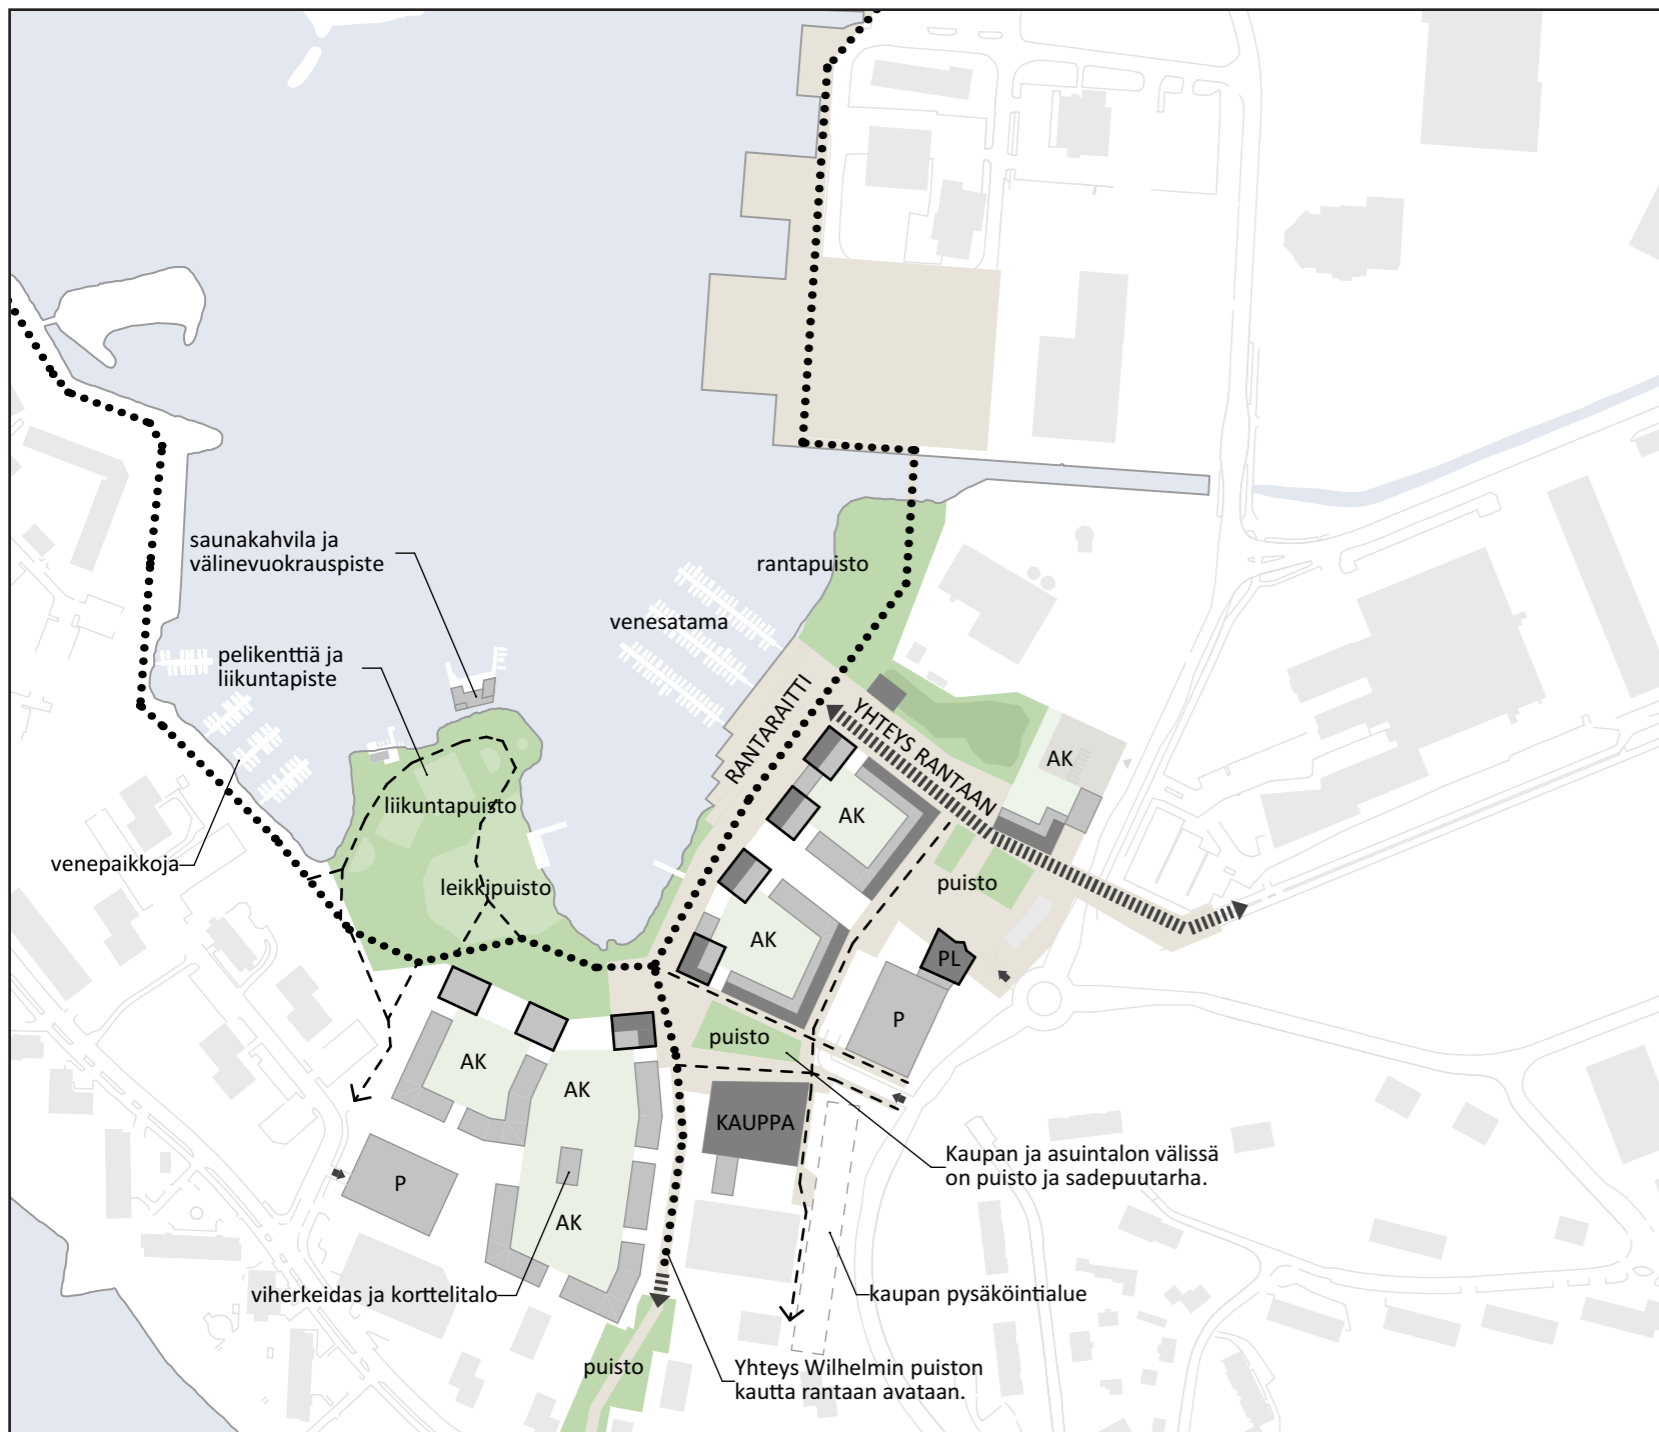 saunakahvila ja
välinevuokrauspiste
rantapuisto
venesatama
pelikenttiä ja
liikuntapiste
RANTARAITTI
YHTEYS RANTAAN
AK
liikuntapuisto
AK
venepaikkoja
leikkipuisto
puisto
AK
PL
P
puisto
AK
AK
KAUPPA
Kaupan ja asuintalon välissä
on puisto ja sadepuutarha.
P
AK
viherkeidas ja korttelitalo
kaupan pysäköintialue
puisto
Yhteys Wilhelmin puiston
kautta rantaan avataan.